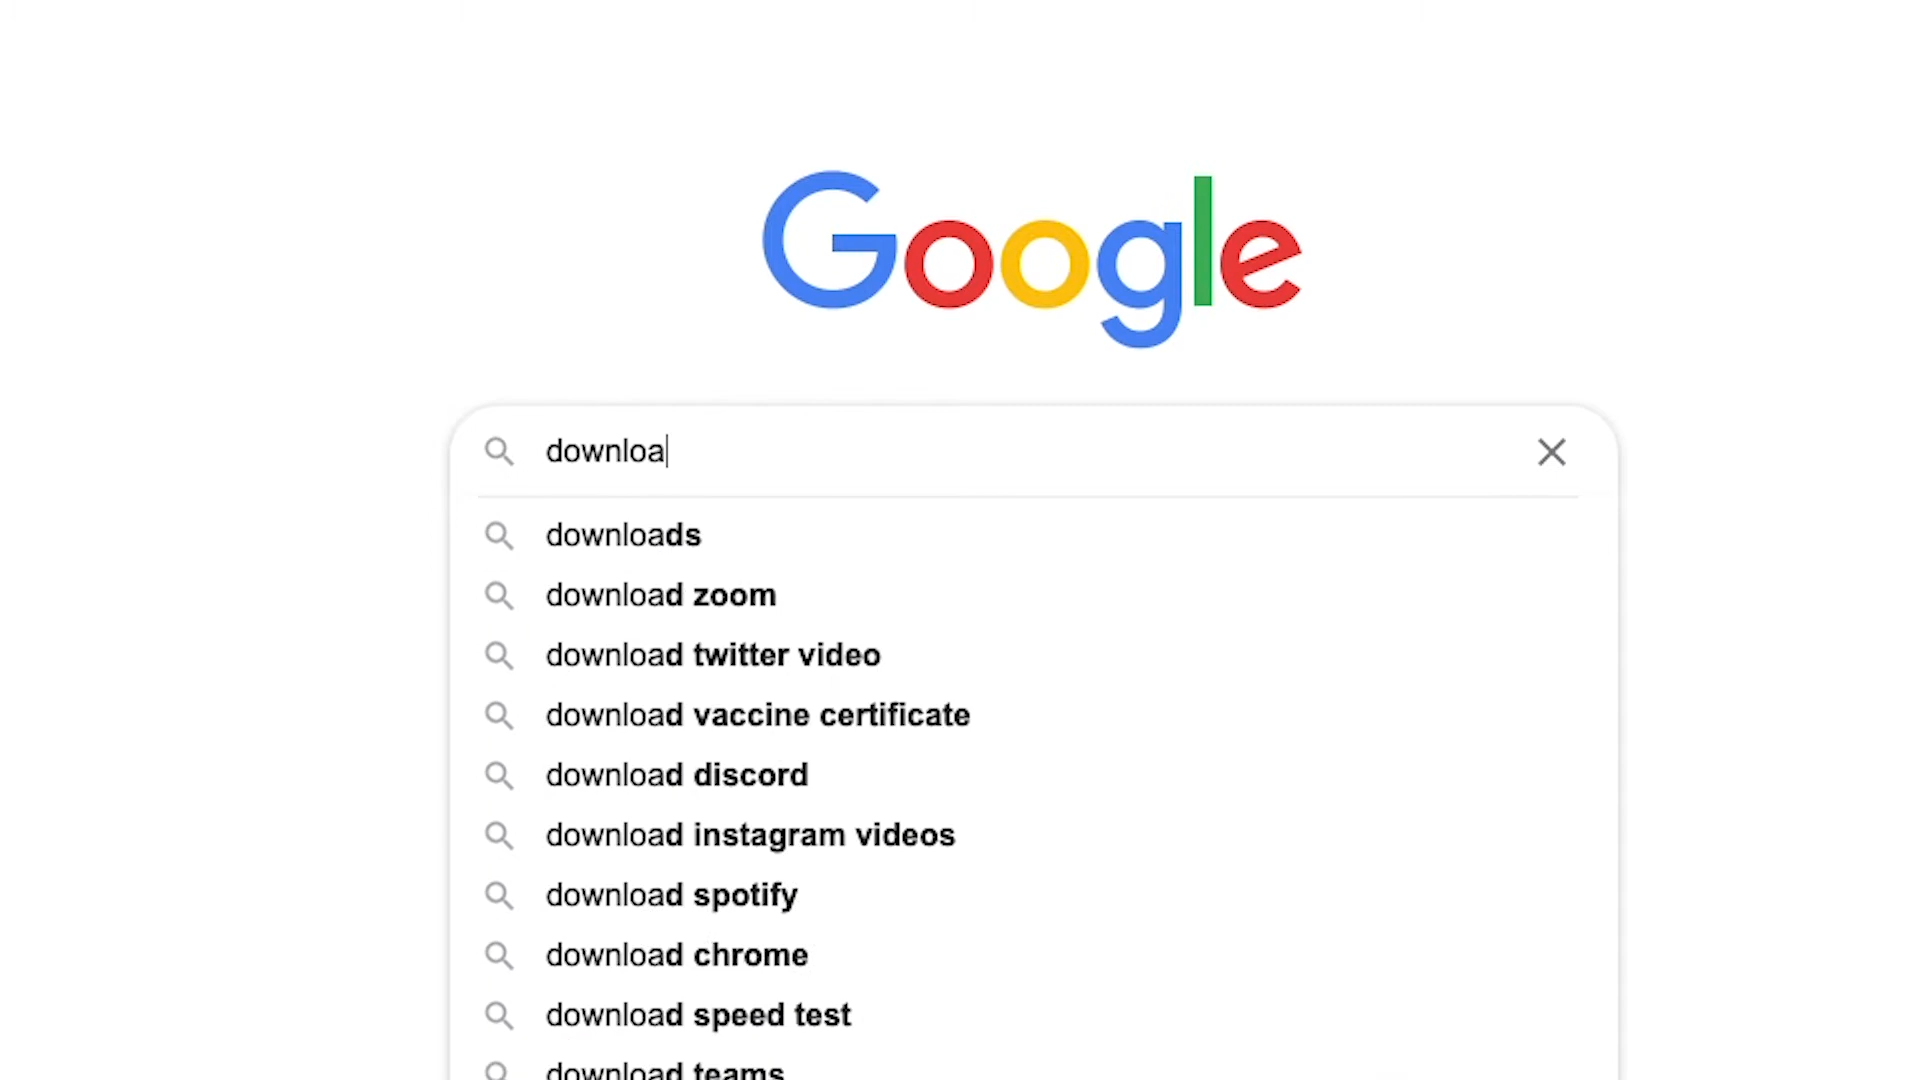 Google
downloa
downloads
download zoom
download twitter video
download vaccine certificate
download discord
download instagram videos
download spotify
download chrome
download speed test
download teams